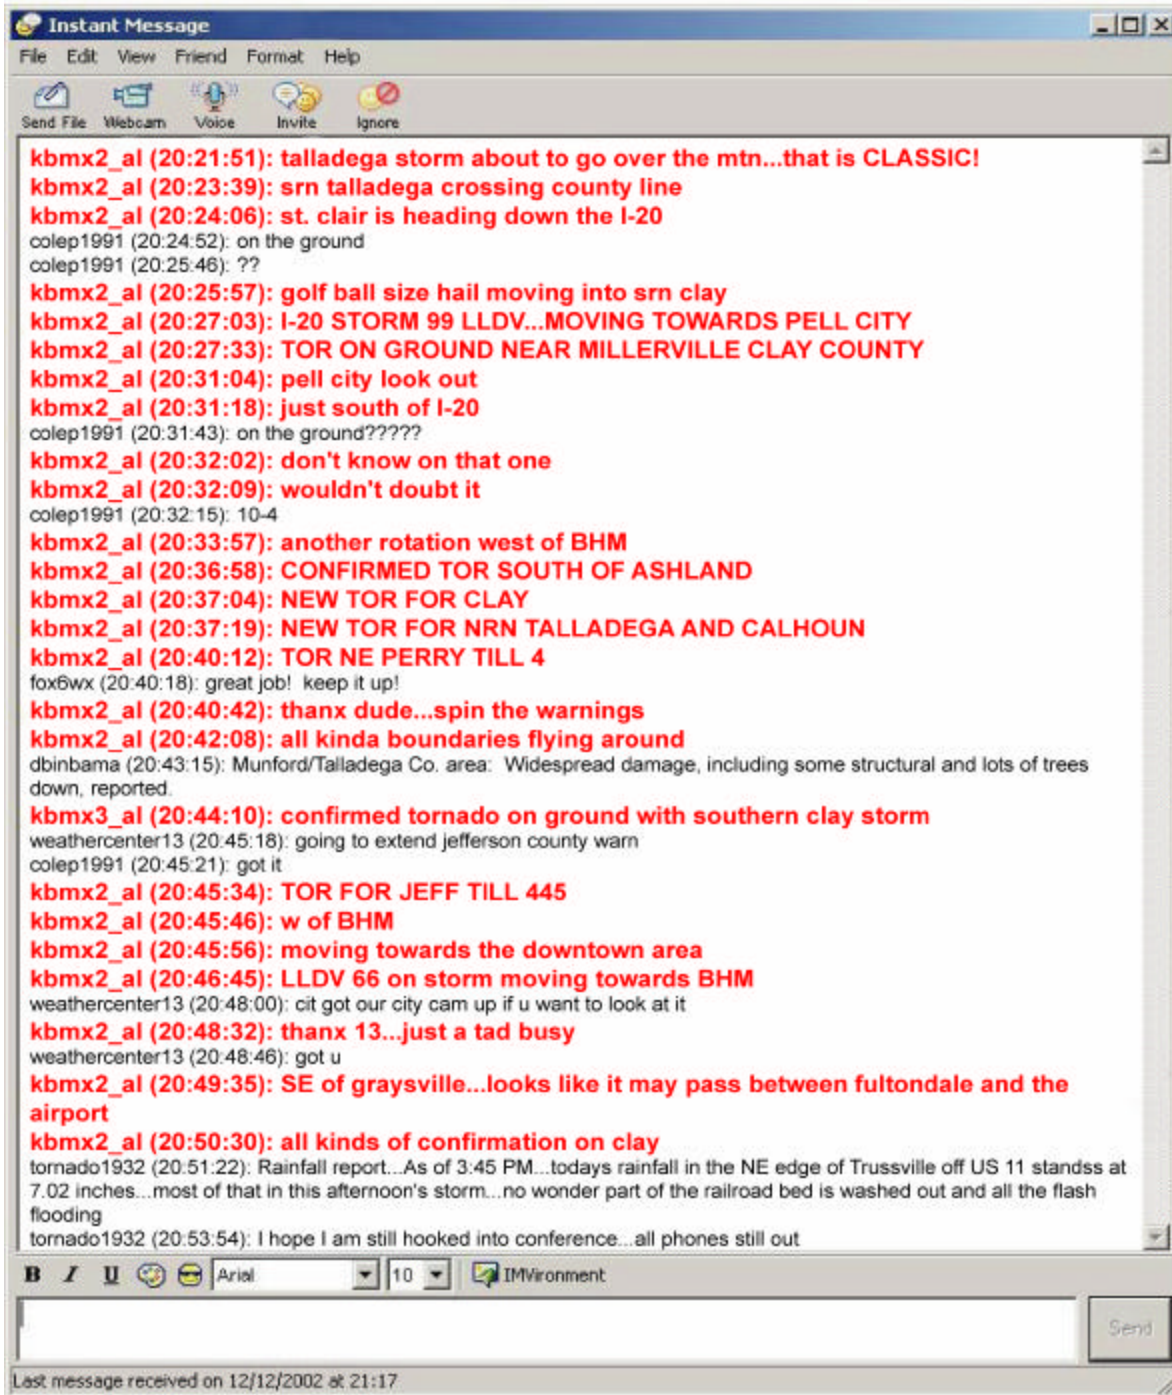 Instant Message
File Edit View Friend Format Help
Send File Webcam Voice Invite Ignore
kbmx2_al (20:21:51): talladega storm about to go over the mtn...that is CLASSIC!
kbmx2_al (20:23:39): srn talladega crossing county line
kbmx2_al (20:24:06): st. clair is heading down the I-20
colep1991 (20:24:52): on the ground
colep1991 (20:25:46): ??
kbmx2_al (20:25:57): golf ball size hail moving into srn clay
kbmx2_al (20:27:03): I-20 STORM 99 LLDV...MOVING TOWARDS PELL CITY
kbmx2_al (20:27:33): TOR ON GROUND NEAR MILLERVILLE CLAY COUNTY
kbmx2_al (20:31:04): pell city look out
kbmx2_al (20:31:18): just south of I-20
colep1991 (20:31:43): on the ground?????
kbmx2_al (20:32:02): don't know on that one
kbmx2_al (20:32:09): wouldn't doubt it
colep1991 (20:32:15): 10-4
kbmx2_al (20:33:57): another rotation west of BHM
kbmx2_al (20:36:58): CONFIRMED TOR SOUTH OF ASHLAND
kbmx2_al (20:37:04): NEW TOR FOR CLAY
kbmx2_al (20:37:19): NEW TOR FOR NRN TALLADEGA AND CALHOUN
kbmx2_al (20:40:12): TOR NE PERRY TILL 4
fox6wx (20:40:18): great job!  keep it up!
kbmx2_al (20:40:42): thanx dude...spin the warnings
kbmx2_al (20:42:08): all kinda boundaries flying around
dbinbama (20:43:15): Munford/Talladega Co. area:  Widespread damage, including some structural and lots of trees
down, reported.
kbmx3_al (20:44:10): confirmed tornado on ground with southern clay storm
weathercenter13 (20:45:18): going to extend jefferson county warn
colep1991 (20:45:21): got it
kbmx2_al (20:45:34): TOR FOR JEFF TILL 445
kbmx2_al (20:45:46): w of BHM
kbmx2_al (20:45:56): moving towards the downtown area
kbmx2_al (20:46:45): LLDV 66 on storm moving towards BHM
weathercenter13 (20:48:00): cit got our city cam up if u want to look at it
kbmx2_al (20:48:32): thanx 13...just a tad busy
weathercenter13 (20:48:46): got u
kbmx2_al (20:49:35): SE of graysville...looks like it may pass between fultondale and the
airport
kbmx2_al (20:50:30): all kinds of confirmation on clay
tornado1932 (20:51:22): Rainfall report...As of 3:45 PM...todays rainfall in the NE edge of Trussville off US 11 standss at
7.02 inches...most of that in this afternoon's storm...no wonder part of the railroad bed is washed out and all the flash
flooding
tornado1932 (20:53:54): I hope I am still hooked into conference...all phones still out
B I U Arial 10 IMVironment
Send
Last message received on 12/12/2002 at 21:17